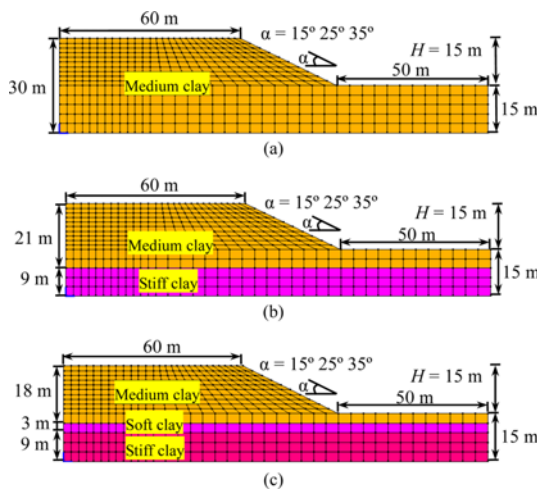 60 m
α = 15º 25º 35º
H = 15 m
α
50 m
30 m
Medium clay
15 m
(a)
60 m
α = 15º 25º 35º
H = 15 m
α
50 m
21 m
Medium clay
9 m
Stiff clay
15 m
(b)
60 m
α = 15º 25º 35º
H = 15 m
α
50 m
18 m
Medium clay
3 m
Soft clay
15 m
9 m
Stiff clay
(c)